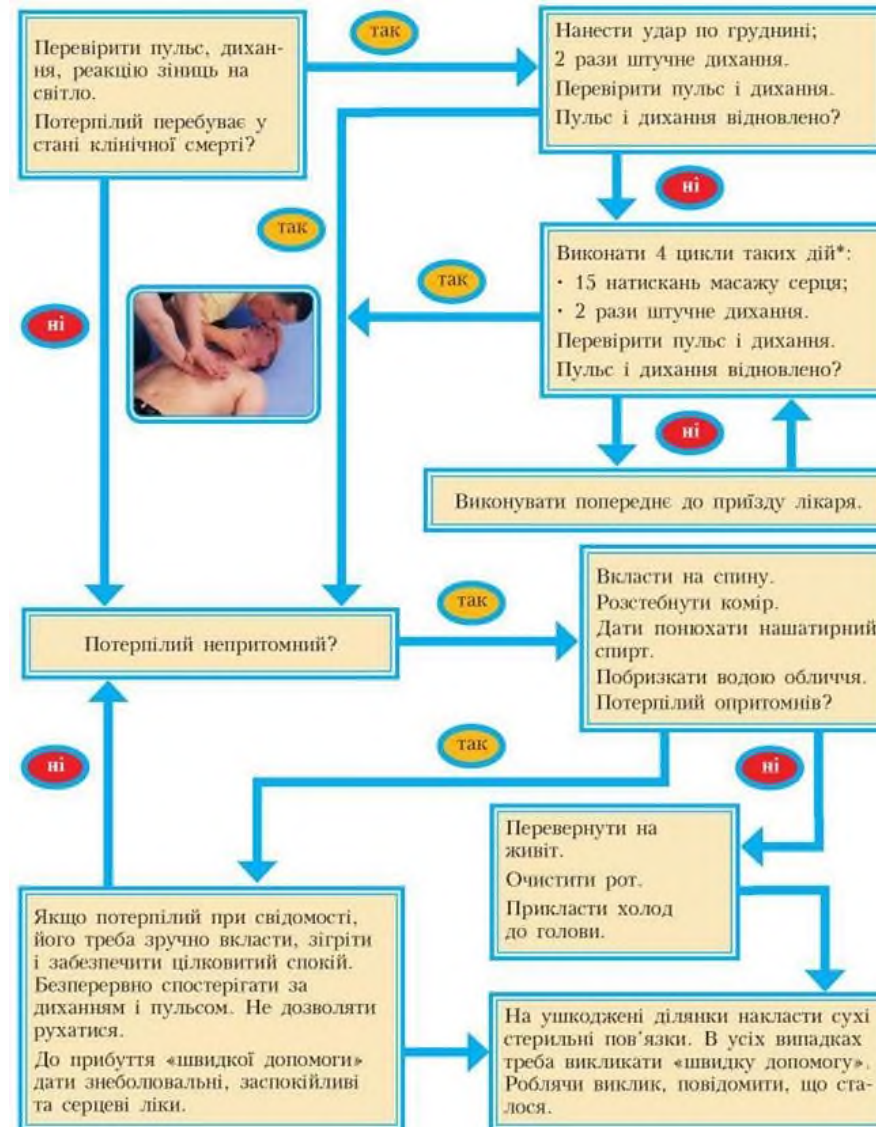 Перевірити пульс, дихан-
ня, реакцію зіниць на
світло.
Потерпілий перебуває у
стані клінічної смерті?
так
Нанести удар по груднині;
2 рази штучне дихання.
Перевірити пульс і дихання.
Пульс і дихання відновлено?
ні
так
Виконати 4 цикли таких дій*:
· 15 натискань масажу серця;
· 2 рази штучне дихання.
Перевірити пульс і дихання.
Пульс і дихання відновлено?
так
ні
ні
Виконувати попереднє до приїзду лікаря.
Потерпілий непритомний?
так
Вкласти на спину.
Розстебнути комір.
Дати понюхати нашатирний
спирт.
Побризкати водою обличчя.
Потерпілий опритомнів?
так
ні
ні
Перевернути на
живіт.
Очистити рот.
Прикласти холод
до голови.
Якщо потерпілий при свідомості,
його треба зручно вкласти, зігріти
і забезпечити цілковитий спокій.
Безперервно спостерігати за
диханням і пульсом. Не дозволяти
рухатися.
До прибуття «швидкої допомоги»
дати знеболювальні, заспокійливі
та серцеві ліки.
На ушкоджені ділянки накласти сухі
стерильні пов'язки. В усіх випадках
треба викликати «швидку допомогу».
Роблячи виклик, повідомити, що ста-
лося.